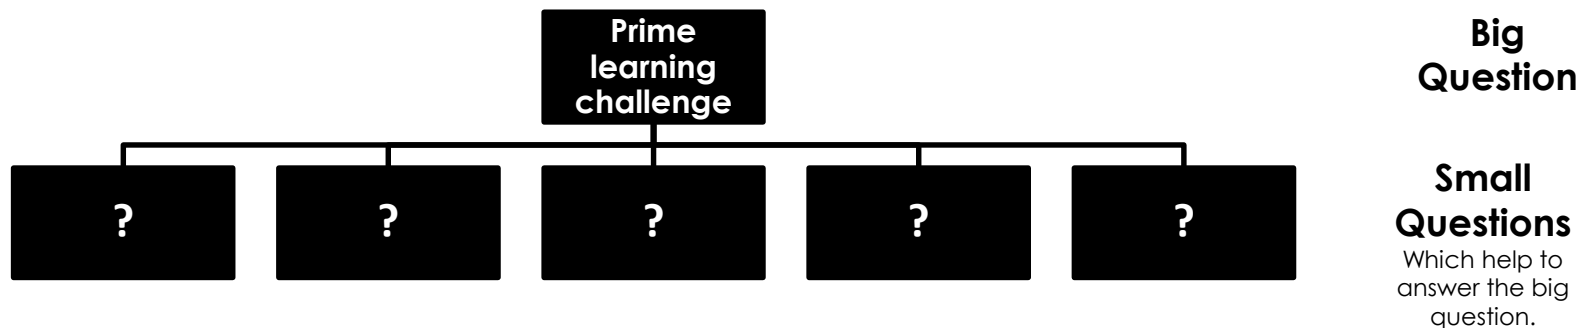 Prime
learning
challenge
Big
Question
?
?
?
?
?
Small
Questions
Which help to
answer the big
question.